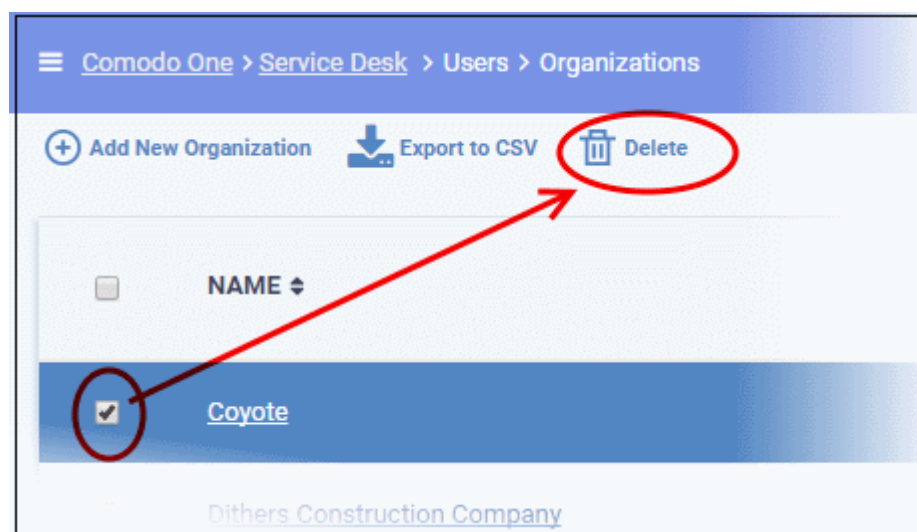 Comodo One > Service Desk > Users > Organizations
Add New Organization Export to CSV Delete
NAME
Coyote
Dithers Construction Company